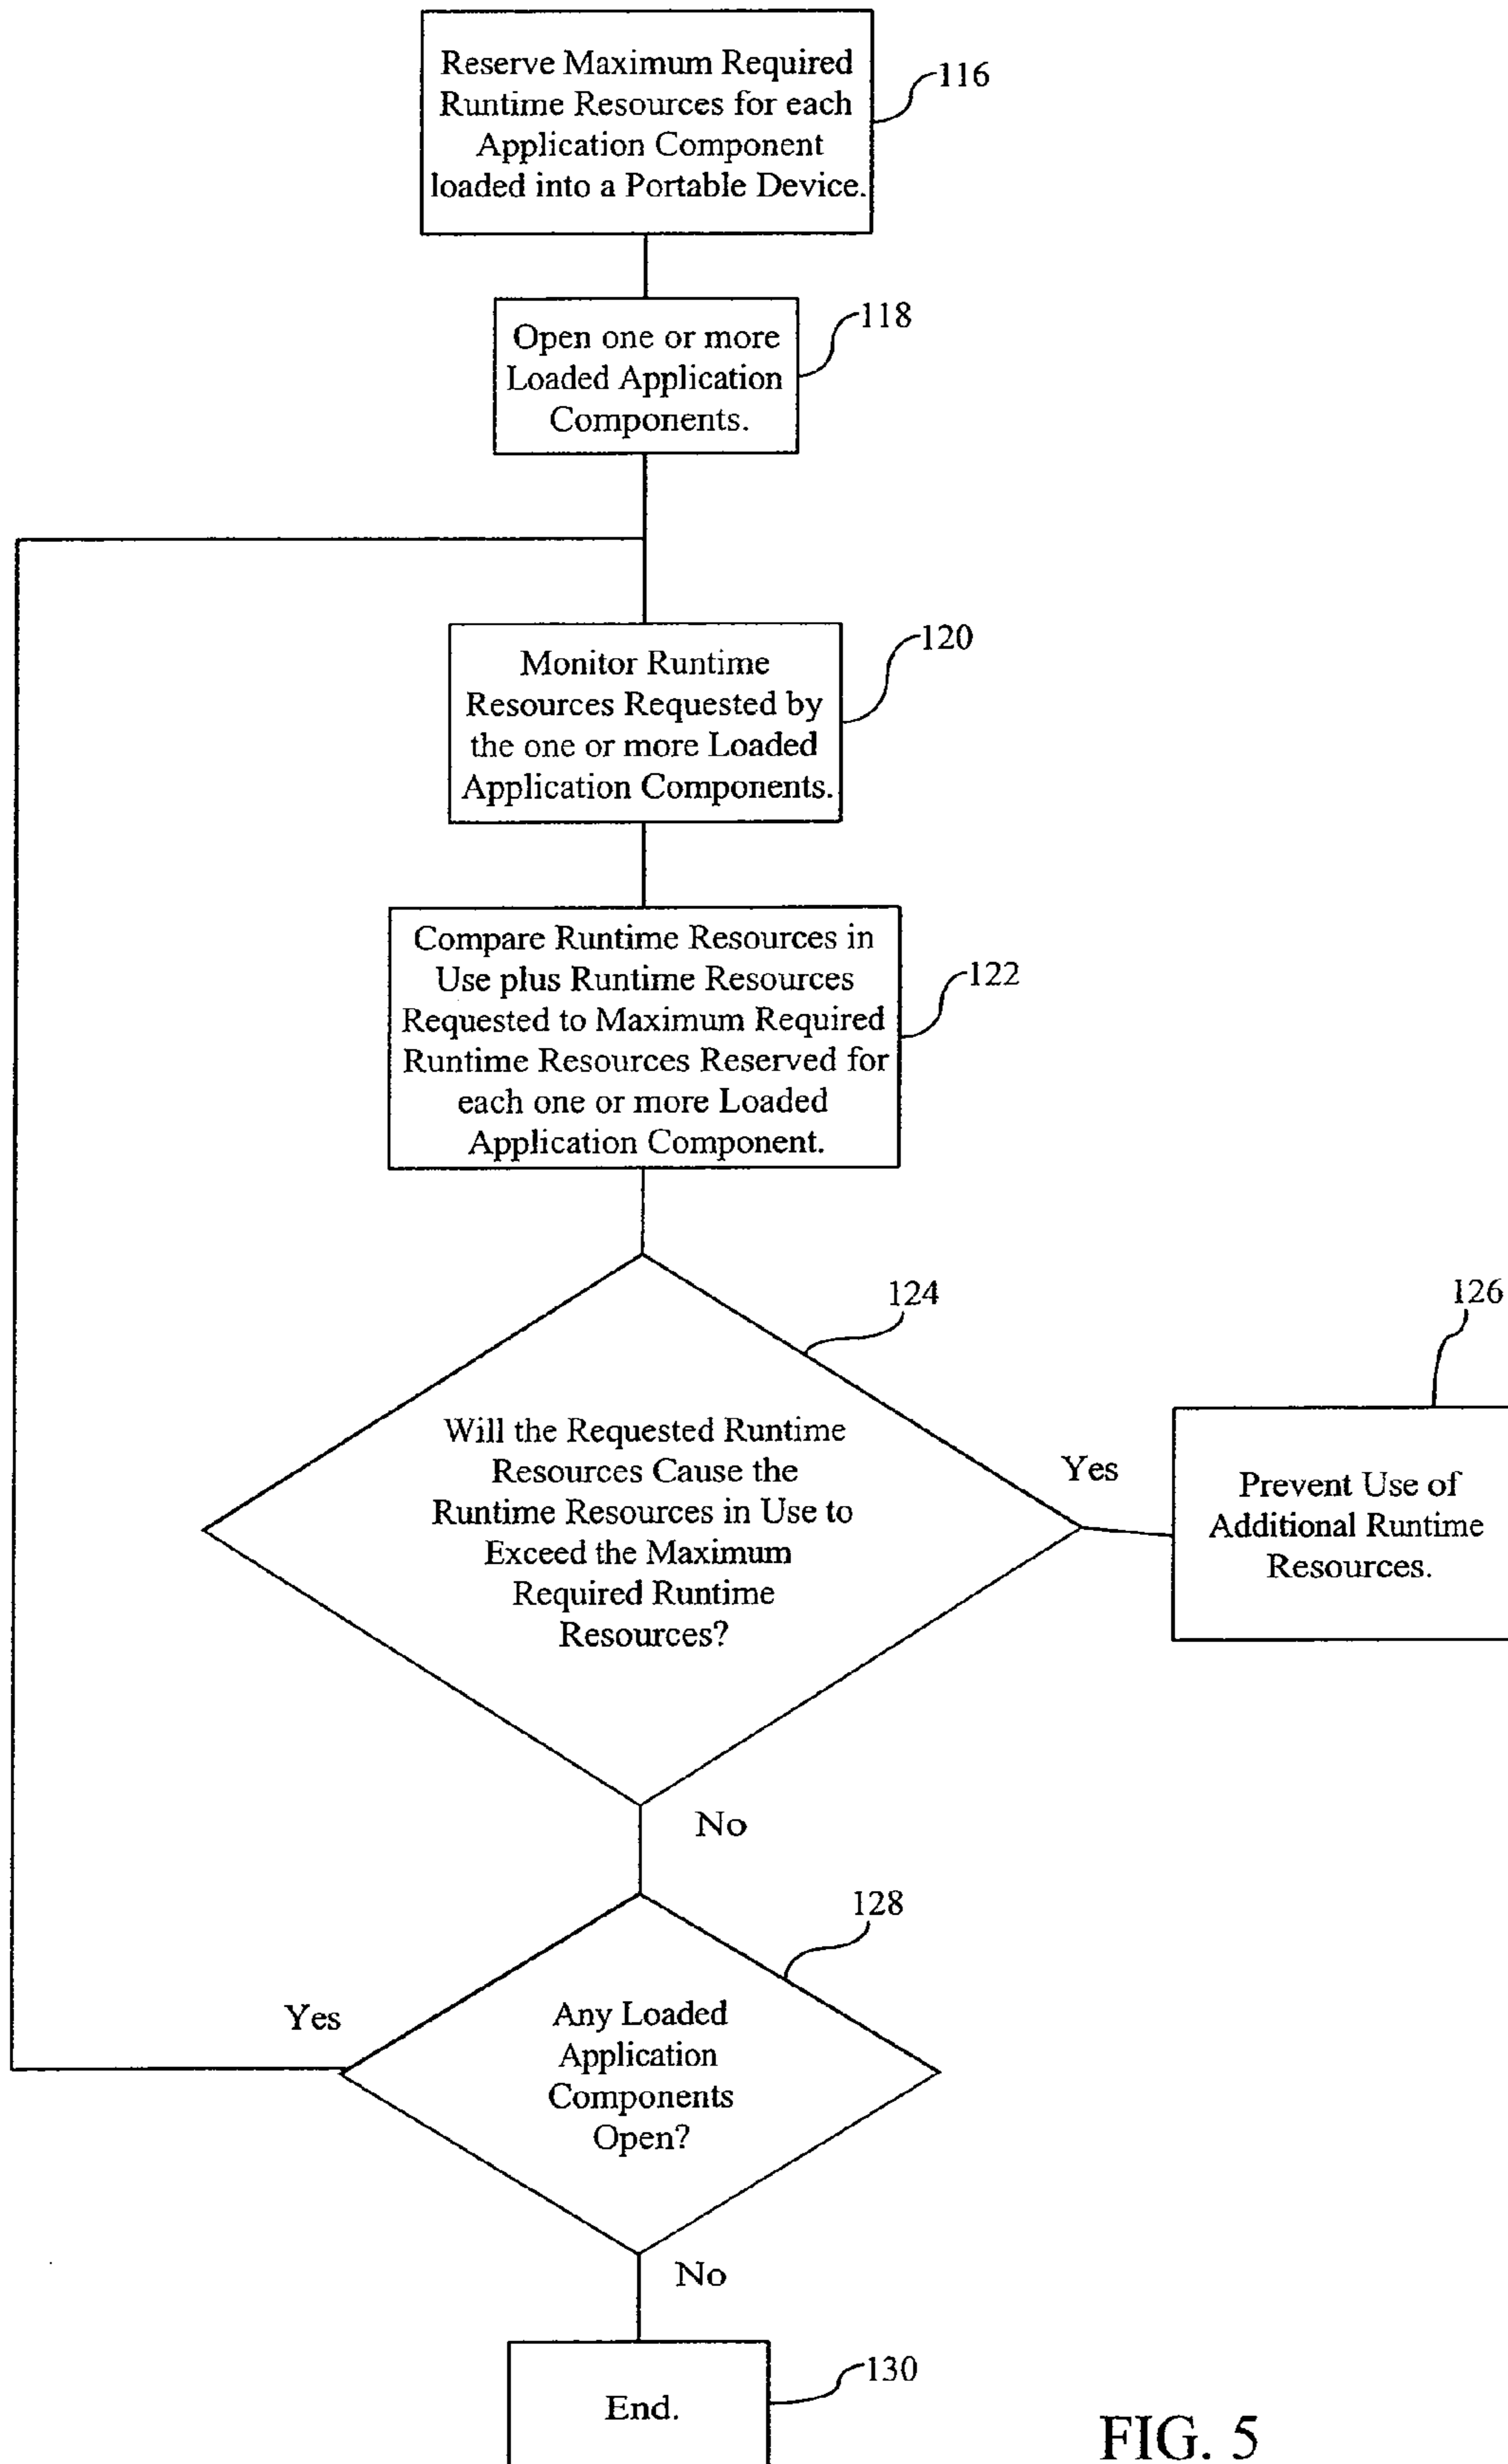 Reserve Maximum Required
Runtime Resources for each
Application Component
loaded into a Portable Device.
116
Open one or more
Loaded Application
Components.
118
Monitor Runtime
Resources Requested by
the one or more Loaded
Application Components.
120
Compare Runtime Resources in
Use plus Runtime Resources
Requested to Maximum Required
Runtime Resources Reserved for
each one or more Loaded
Application Component.
122
124
Will the Requested Runtime
Resources Cause the
Runtime Resources in Use to
Exceed the Maximum
Required Runtime
Resources?
Yes
126
Prevent Use of
Additional Runtime
Resources.
No
128
Any Loaded
Application
Components
Open?
Yes
No
End.
130
FIG. 5